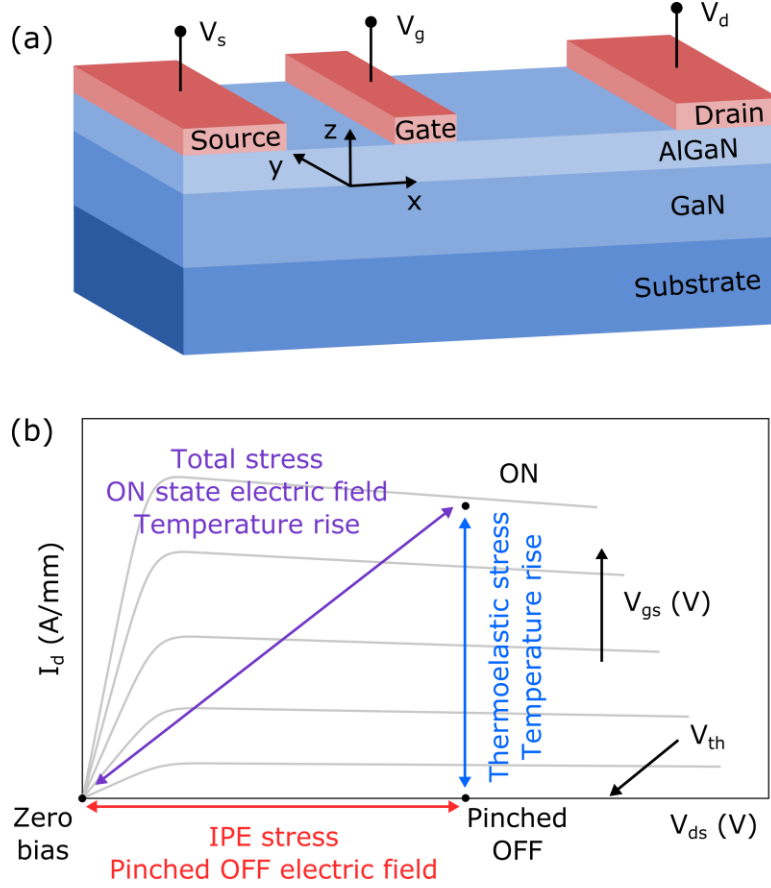 (a)
Vs
Vg
Vd
Source
Gate
Drain
z
y
x
AlGaN
GaN
Substrate
(b)
Total stress
ON state electric field
Temperature rise
ON
Thermoelastic stress
Temperature rise
Vgs (V)
Id (A/mm)
Vth
Zero
bias
IPE stress
Pinched OFF electric field
Pinched
OFF
Vds (V)